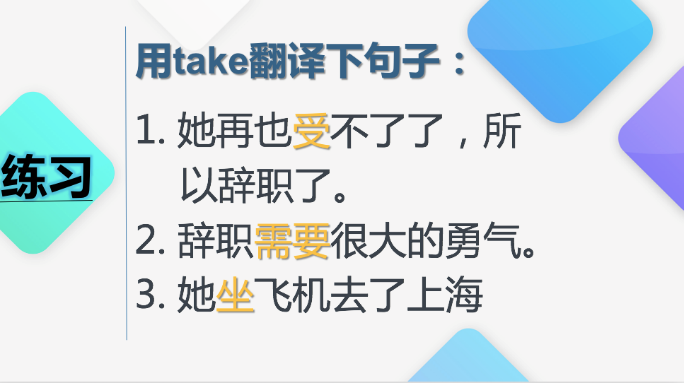 用take翻译下句子：
练习
1. 她再也受不了了，所
以辞职了。
2. 辞职需要很大的勇气。
3. 她坐飞机去了上海